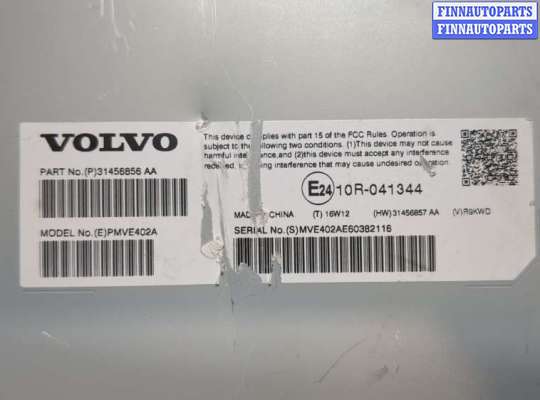 FINNAUTOPARTS
FINNAUTOPARTS
VOLVO
PART No.(P)31456856 AA
MODEL No.(E)PMVE402A
This device complies with part 15 of the FCC Rules. Operation is
subject to the following two conditions. (1)This device may not cause
harmful interference,and (2)this device must accept any interference
received, including interference that may cause undesired operation.
E24 10R-041344
MADE IN CHINA (T) 16W12 (HW)31456857 AA (V)R9KWD
SERIAL No.(S)MVE402AE60382116